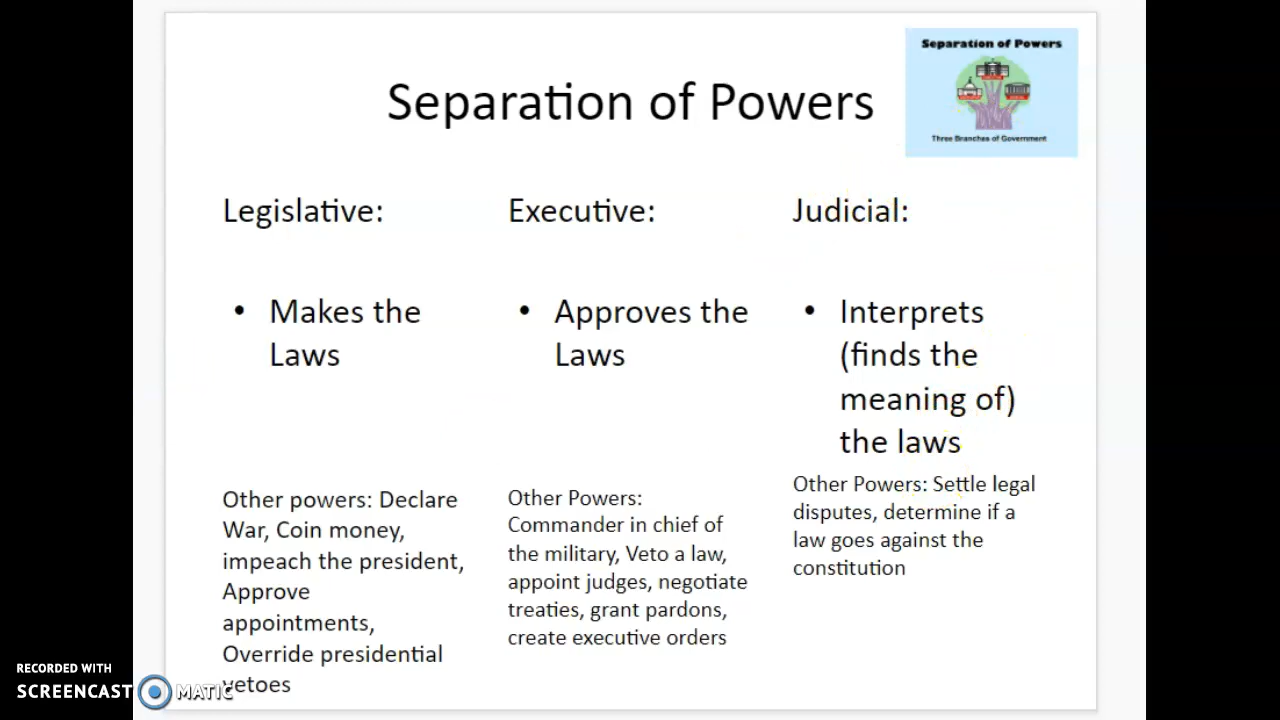 Separation of Powers
Separation of Powers
Three Branches of Government
Legislative:
• Makes the
Laws
Other powers: Declare
War, Coin money,
impeach the president,
Approve
appointments,
Override presidential
vetoes
Executive:
• Approves the
Laws
Other Powers:
Commander in chief of
the military, Veto a law,
appoint judges, negotiate
treaties, grant pardons,
create executive orders
Judicial:
• Interprets
(finds the
meaning of)
the laws
Other Powers: Settle legal
disputes, determine if a
law goes against the
constitution
RECORDED WITH
SCREENCAST MATIC